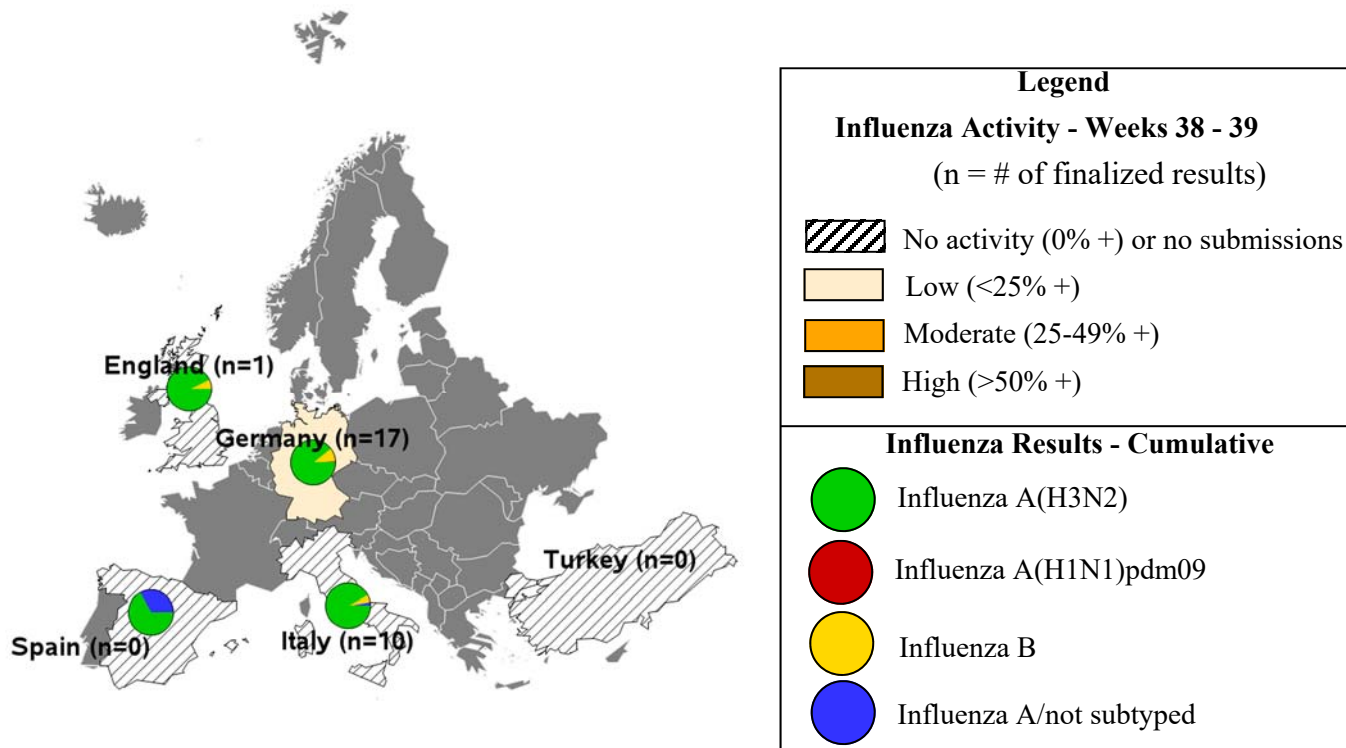 England (n=1)
Germany (n=17)
Turkey (n=0)
Spain (n=0)
Italy (n=10)
Legend
Influenza Activity - Weeks 38 - 39
(n = # of finalized results)
No activity (0% +) or no submissions
Low (<25% +)
Moderate (25-49% +)
High (>50% +)
Influenza Results - Cumulative
Influenza A(H3N2)
Influenza A(H1N1)pdm09
Influenza B
Influenza A/not subtyped